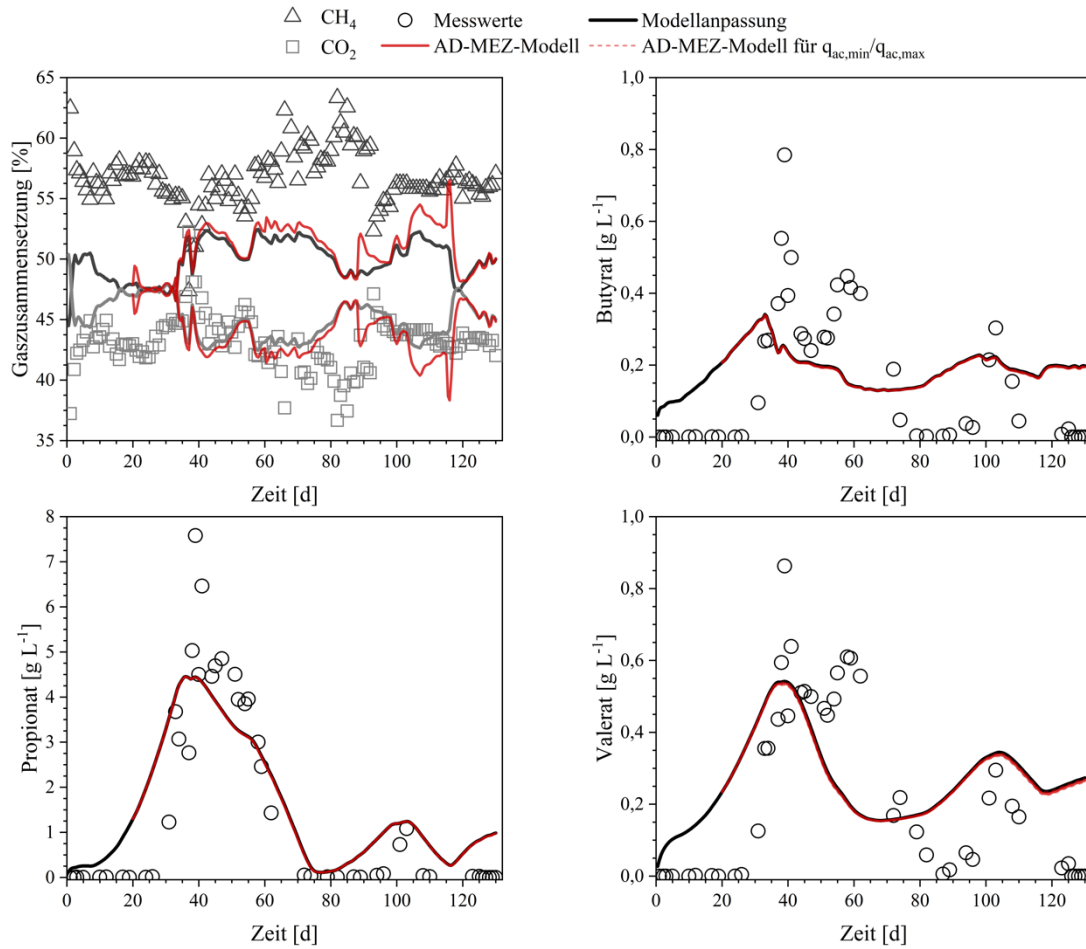 CH₄ Messwerte Modellanpassung
CO₂ AD-MEZ-Modell AD-MEZ-Modell für q_ac,min/q_ac,max
Gaszusammensetzung [%]
65
60
55
50
45
40
35
0 20 40 60 80 100 120
Zeit [d]
Butyrat [g L⁻¹]
1,0
0,8
0,6
0,4
0,2
0,0
0 20 40 60 80 100 120
Zeit [d]
Propionat [g L⁻¹]
8
7
6
5
4
3
2
1
0
0 20 40 60 80 100 120
Zeit [d]
Valerat [g L⁻¹]
1,0
0,8
0,6
0,4
0,2
0,0
0 20 40 60 80 100 120
Zeit [d]